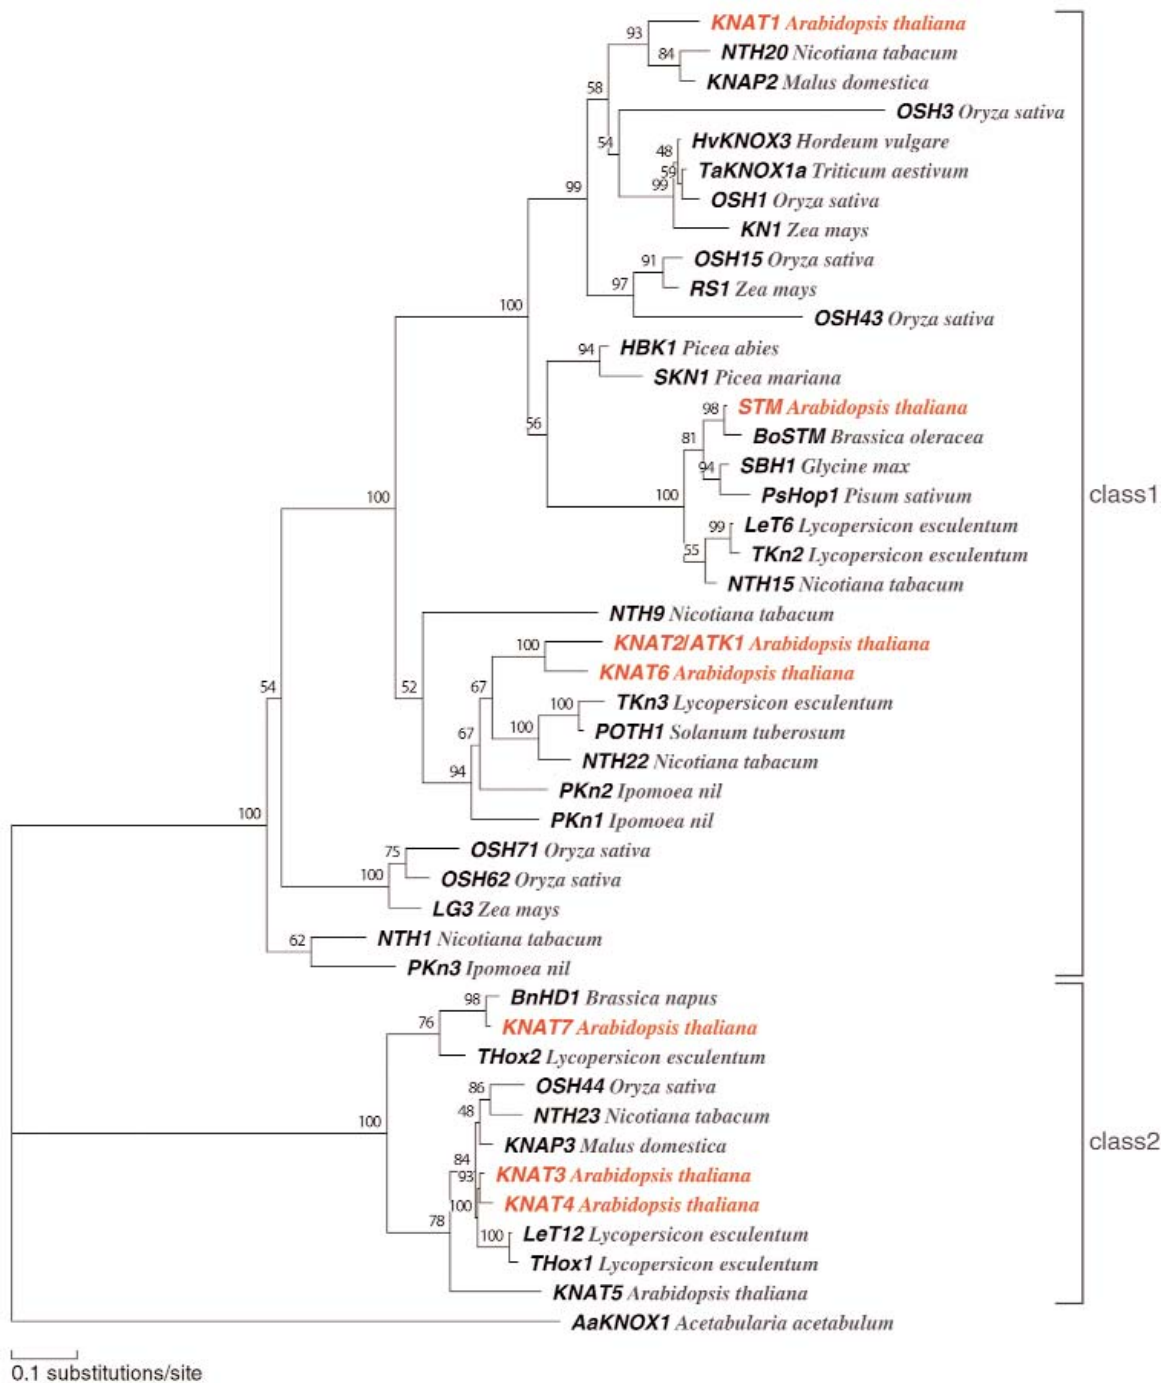 KNAT1 Arabidopsis thaliana
93
NTH20 Nicotiana tabacum
84
KNAP2 Malus domestica
58
OSH3 Oryza sativa
54
HvKNOX3 Hordeum vulgare
48
TaKNOX1a Triticum aestivum
59
99
99
OSH1 Oryza sativa
KN1 Zea mays
OSH15 Oryza sativa
91
RS1 Zea mays
97
OSH43 Oryza sativa
100
HBK1 Picea abies
94
SKN1 Picea mariana
STM Arabidopsis thaliana
98
56
BoSTM Brassica oleracea
81
SBH1 Glycine max
94
PsHop1 Pisum sativum
100
class1
100
LeT6 Lycopersicon esculentum
99
TKn2 Lycopersicon esculentum
55
NTH15 Nicotiana tabacum
NTH9 Nicotiana tabacum
KNAT2/ATK1 Arabidopsis thaliana
100
KNAT6 Arabidopsis thaliana
54
52
67
TKn3 Lycopersicon esculentum
100
POTH1 Solanum tuberosum
100
67
NTH22 Nicotiana tabacum
94
PKn2 Ipomoea nil
100
PKn1 Ipomoea nil
OSH71 Oryza sativa
75
OSH62 Oryza sativa
100
LG3 Zea mays
NTH1 Nicotiana tabacum
62
PKn3 Ipomoea nil
BnHD1 Brassica napus
98
KNAT7 Arabidopsis thaliana
76
THox2 Lycopersicon esculentum
OSH44 Oryza sativa
86
NTH23 Nicotiana tabacum
48
100
KNAP3 Malus domestica
class2
84
KNAT3 Arabidopsis thaliana
93
KNAT4 Arabidopsis thaliana
100
78
LeT12 Lycopersicon esculentum
100
THox1 Lycopersicon esculentum
KNAT5 Arabidopsis thaliana
AaKNOX1 Acetabularia acetabulum
0.1 substitutions/site